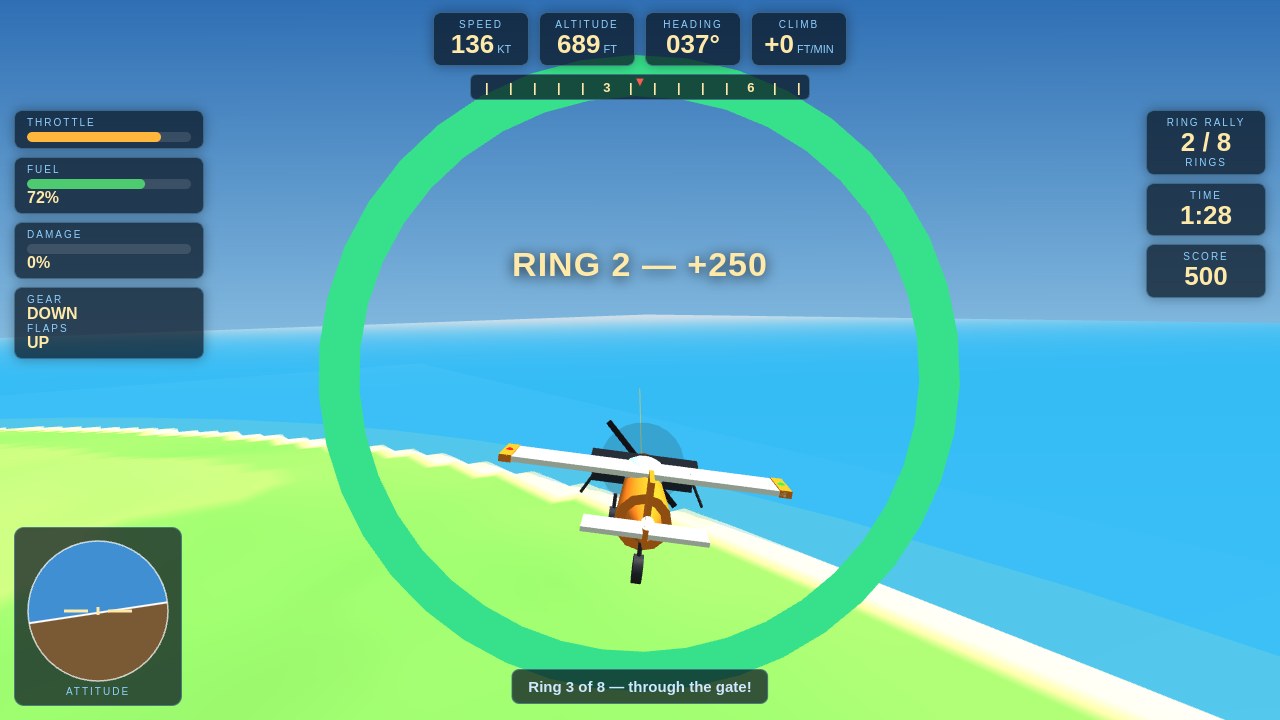 SPEED
136 KT
ALTITUDE
689 FT
HEADING
037°
CLIMB
+0 FT/MIN
3
6
THROTTLE
FUEL
72%
DAMAGE
0%
GEAR
DOWN
FLAPS
UP
RING RALLY
2 / 8
RINGS
TIME
1:28
SCORE
500
RING 2 — +250
ATTITUDE
Ring 3 of 8 — through the gate!